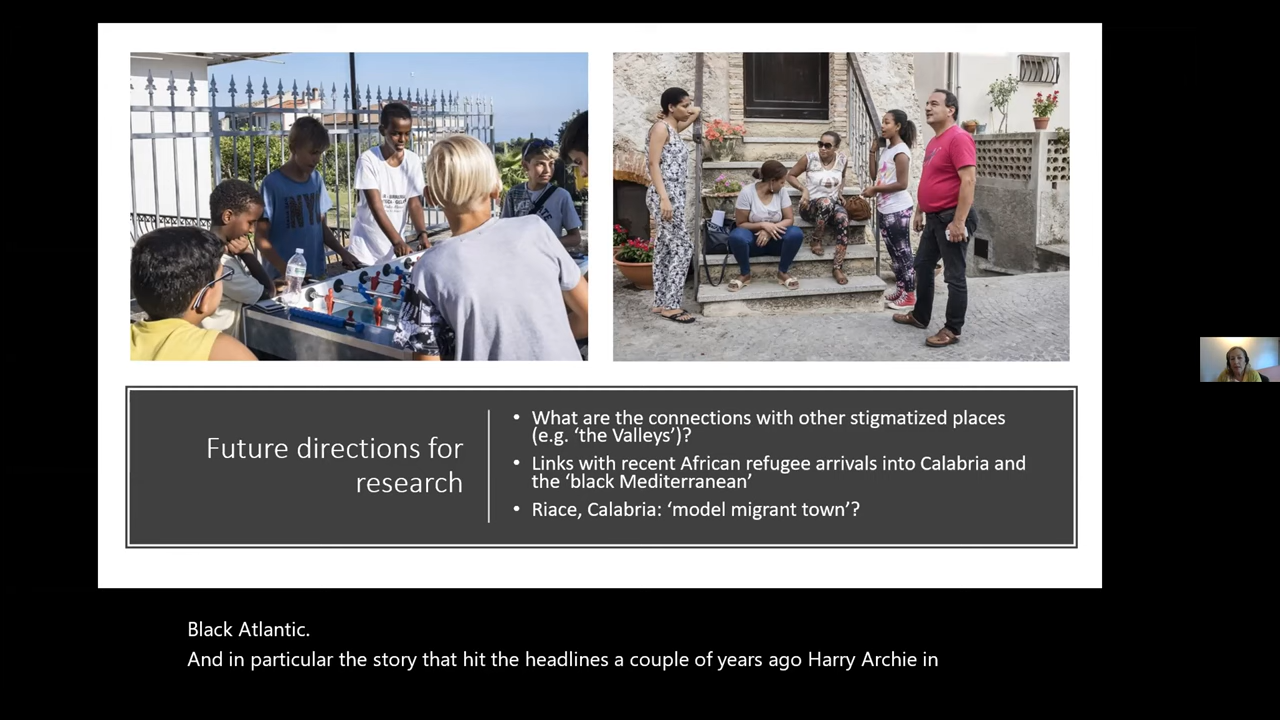 NY
Future directions for
research
• What are the connections with other stigmatized places
(e.g. ‘the Valleys’)?
• Links with recent African refugee arrivals into Calabria and
the ‘black Mediterranean’
• Riace, Calabria: ‘model migrant town’?
Black Atlantic.
And in particular the story that hit the headlines a couple of years ago Harry Archie in